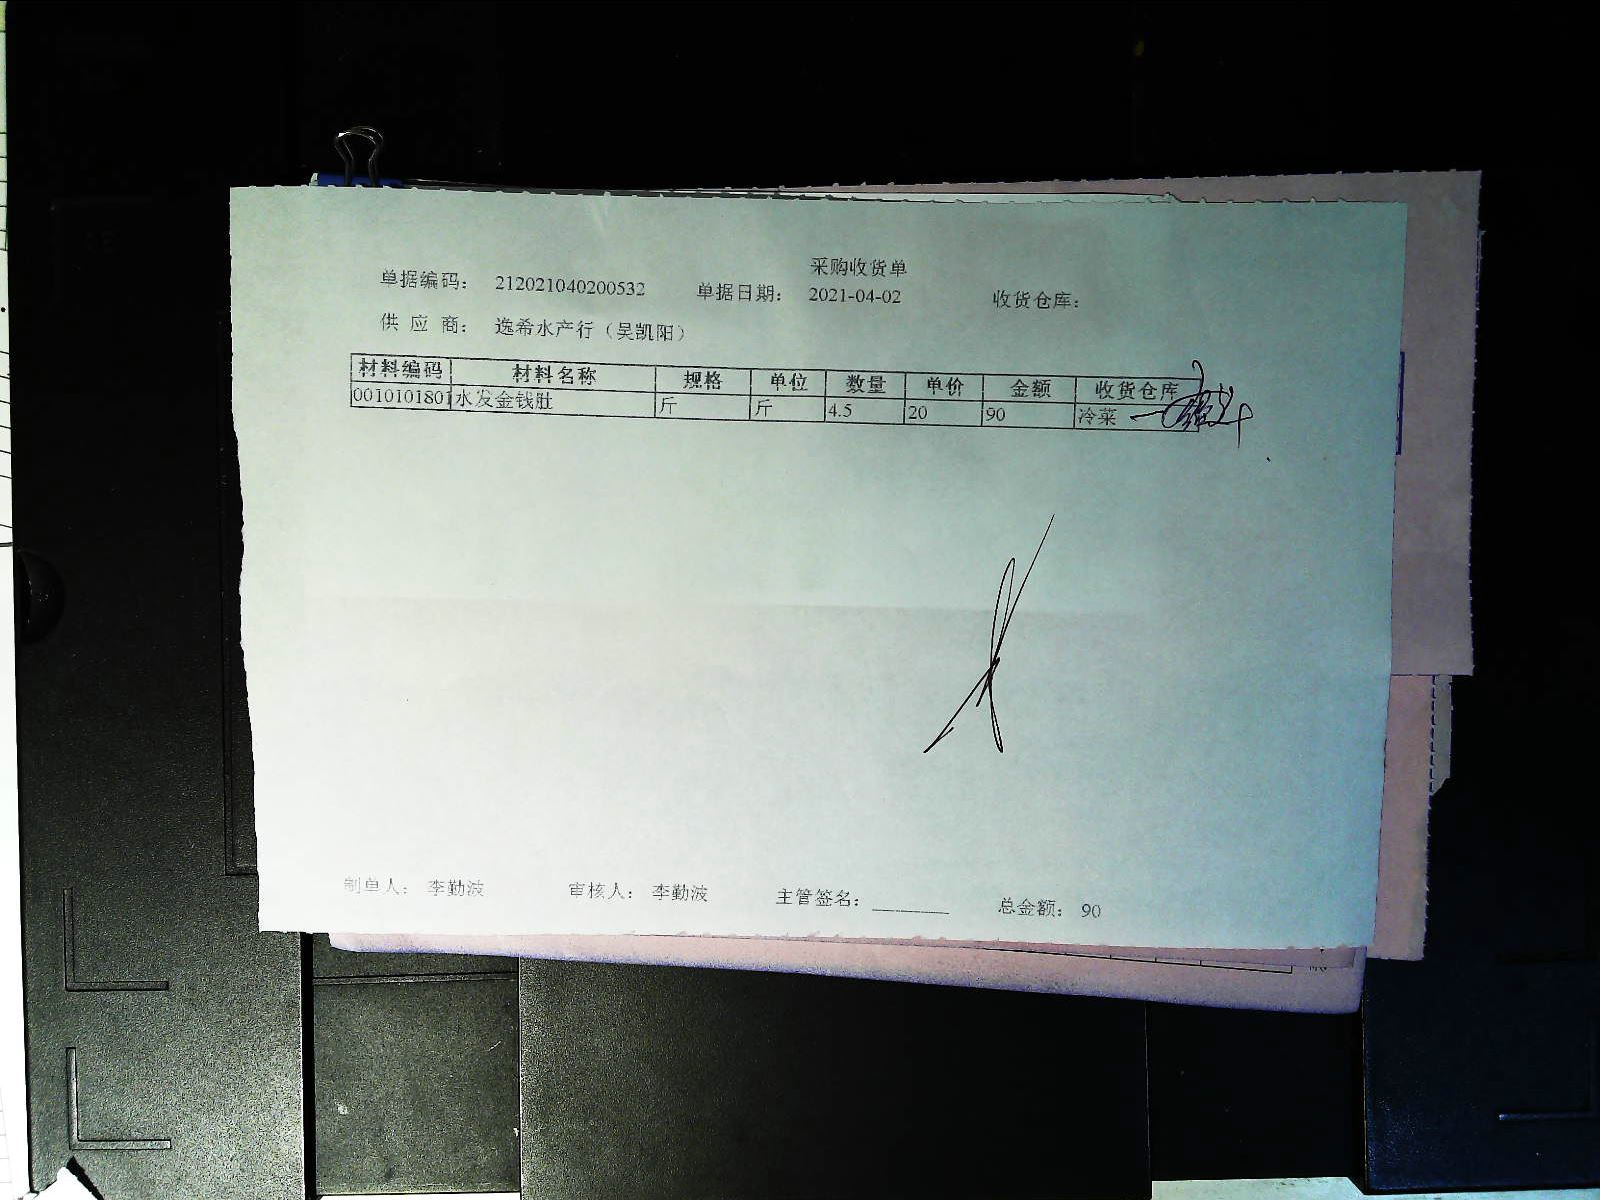 采购收货单
单据编码： 212021040200532 单据日期： 2021-04-02 收货仓库：
供 应 商： 逸希水产行（吴凯阳）
材料编码 材料名称 规格 单位 数量 单价 金额 收货仓库
0010101801 水发金钱肚 斤 斤 4.5 20 90 冷菜
制单人： 李勤波 审核人： 李勤波 主管签名： 总金额： 90